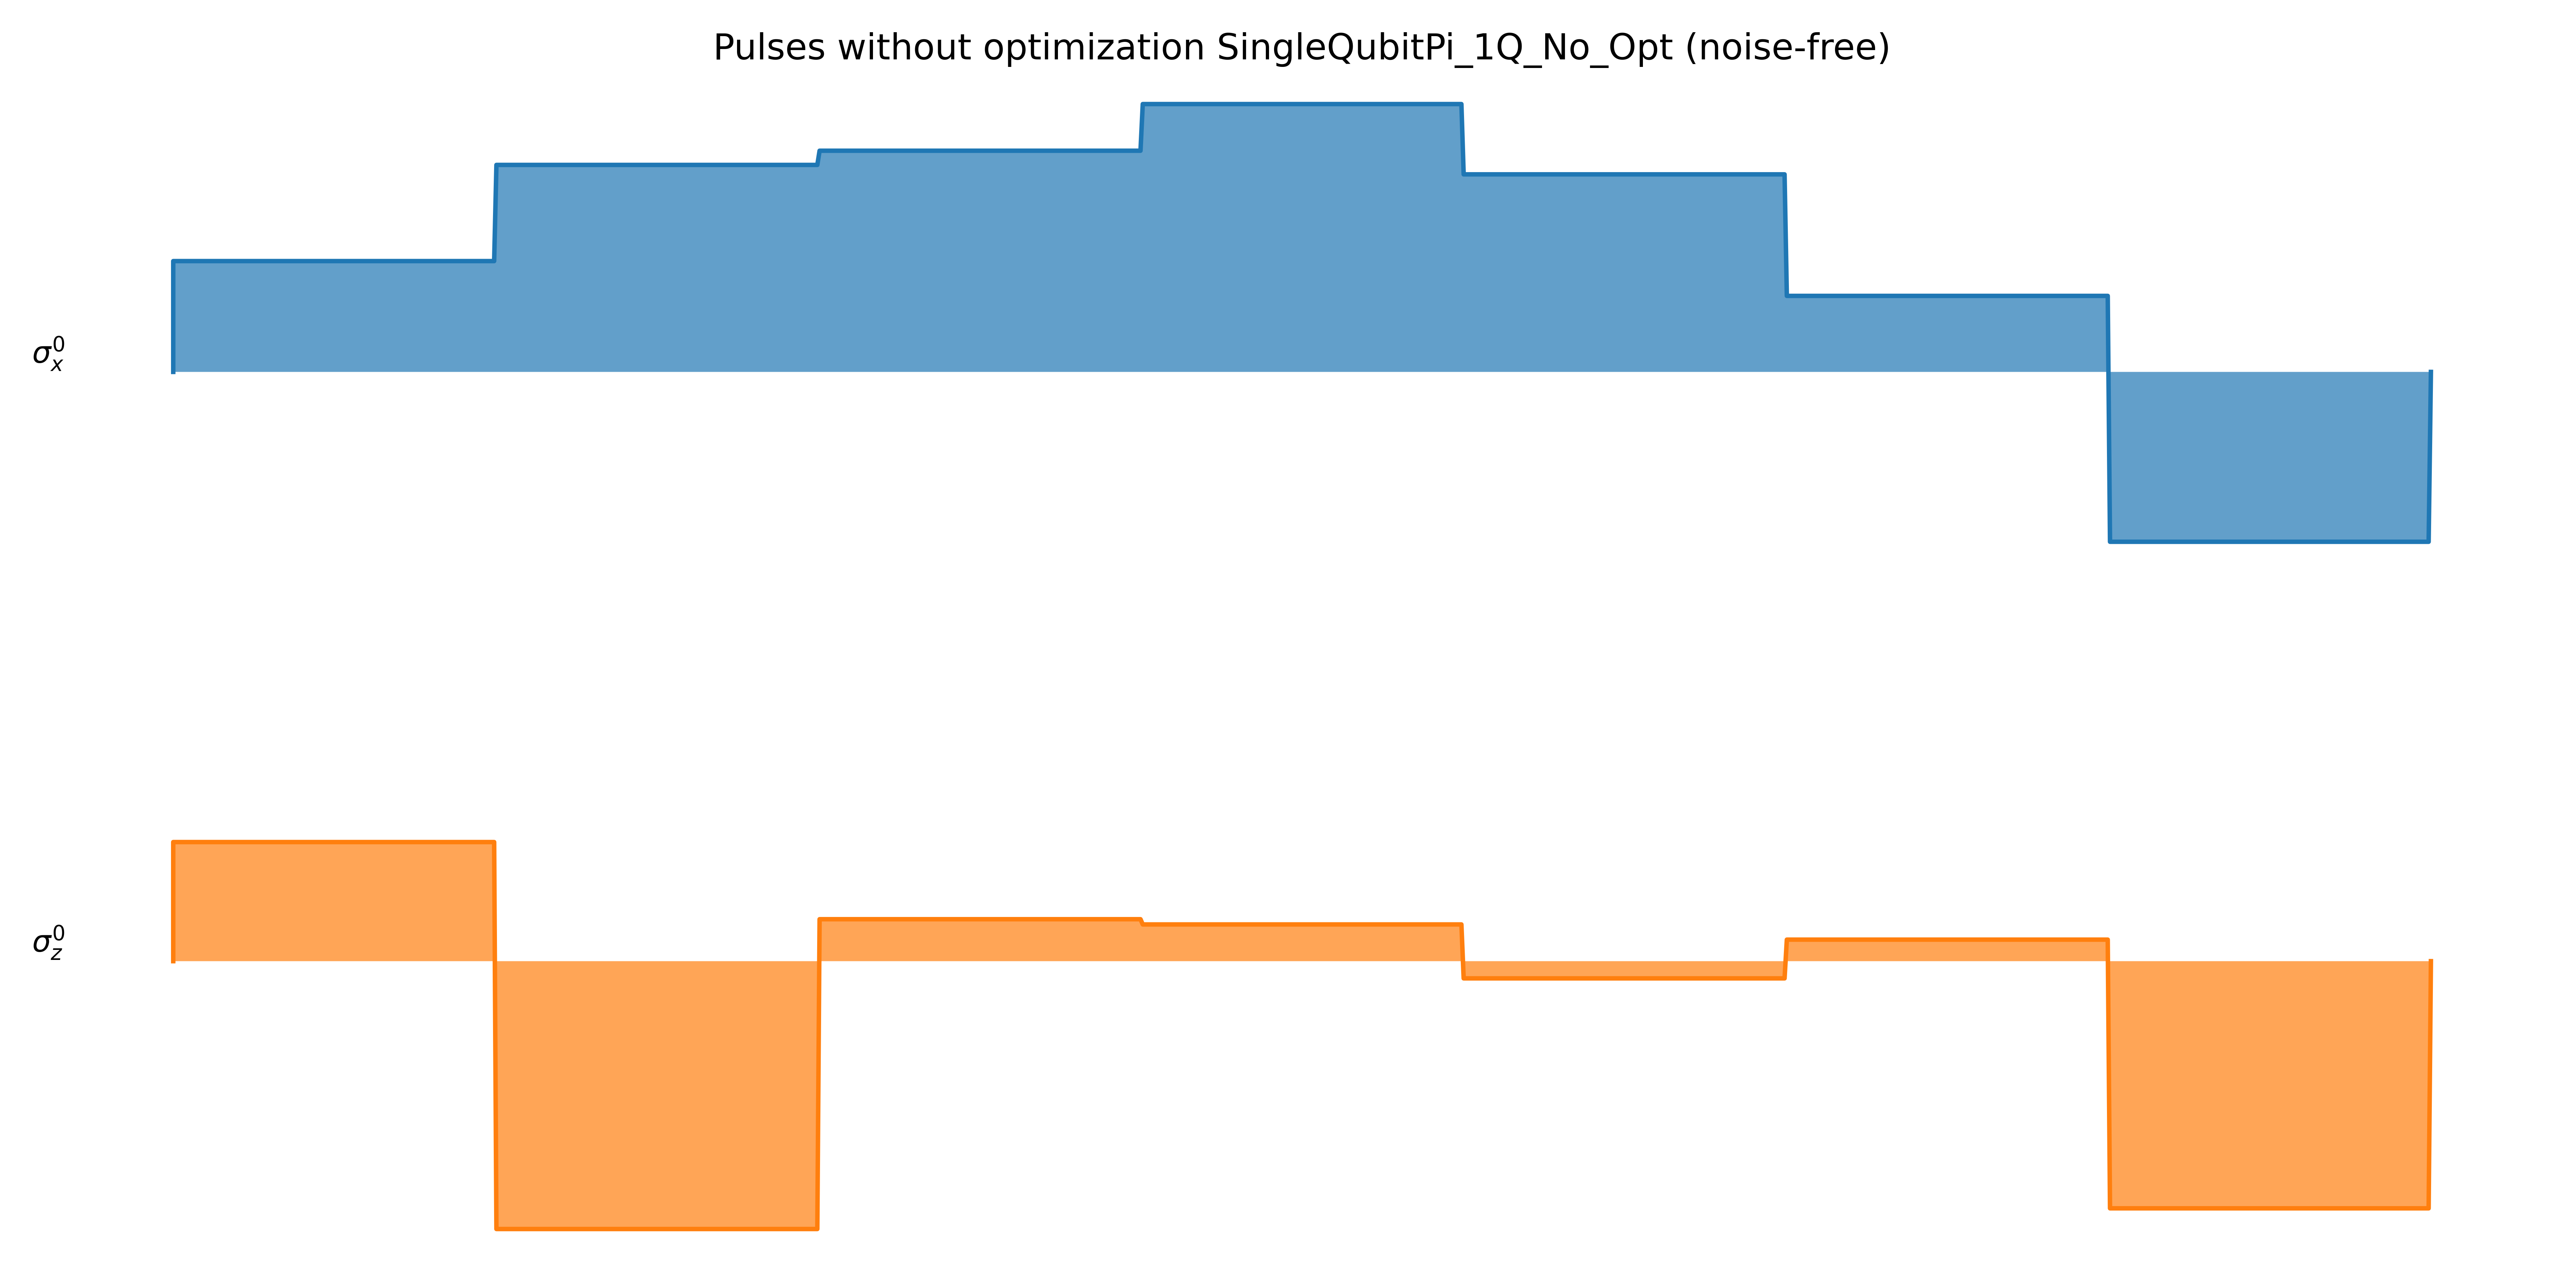 Pulses without optimization SingleQubitPi_1Q_No_Opt (noise-free)
σ_x^0
σ_z^0